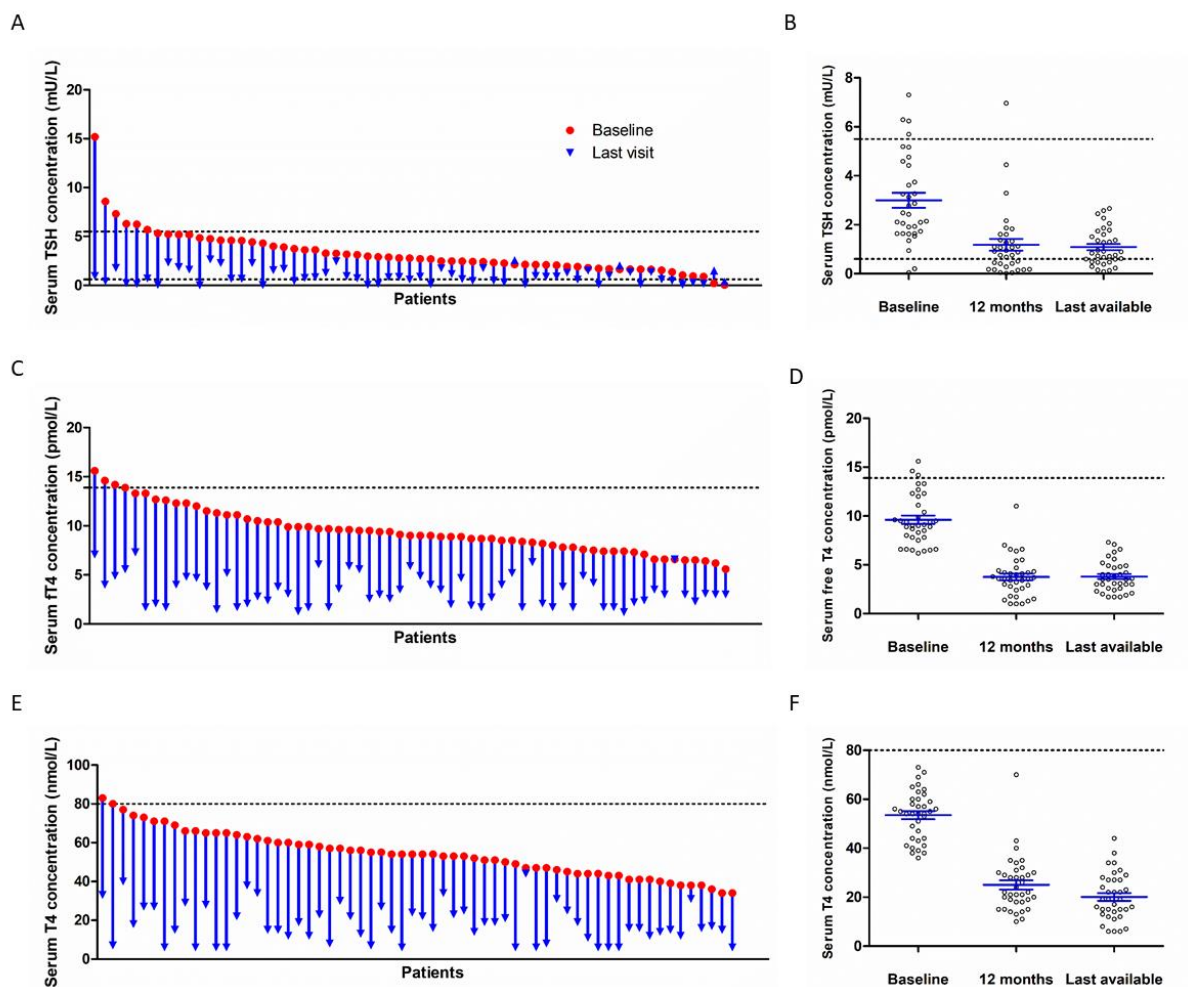 A
Serum TSH concentration (mU/L)
20
15
10
5
0
Baseline
Last visit
Patients
B
Serum TSH concentration (mU/L)
8
6
4
2
0
Baseline 12 months Last available
C
Serum fT4 concentration (pmol/L)
20
15
10
5
0
Patients
D
Serum free T4 concentration (pmol/L)
20
15
10
5
0
Baseline 12 months Last available
E
Serum T4 concentration (nmol/L)
100
80
60
40
20
0
Patients
F
Serum T4 concentration (nmol/L)
80
60
40
20
0
Baseline 12 months Last available